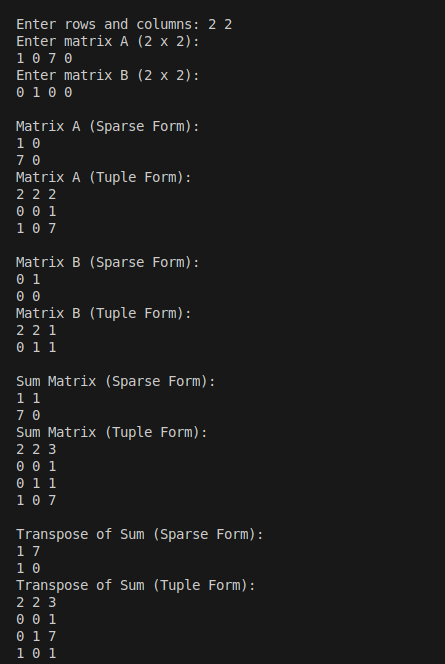 Enter rows and columns: 2 2
Enter matrix A (2 x 2):
1 0 7 0
Enter matrix B (2 x 2):
0 1 0 0
Matrix A (Sparse Form):
1 0
7 0
Matrix A (Tuple Form):
2 2 2
0 0 1
1 0 7
Matrix B (Sparse Form):
0 1
0 0
Matrix B (Tuple Form):
2 2 1
0 1 1
Sum Matrix (Sparse Form):
1 1
7 0
Sum Matrix (Tuple Form):
2 2 3
0 0 1
0 1 1
1 0 7
Transpose of Sum (Sparse Form):
1 7
1 0
Transpose of Sum (Tuple Form):
2 2 3
0 0 1
0 1 7
1 0 1